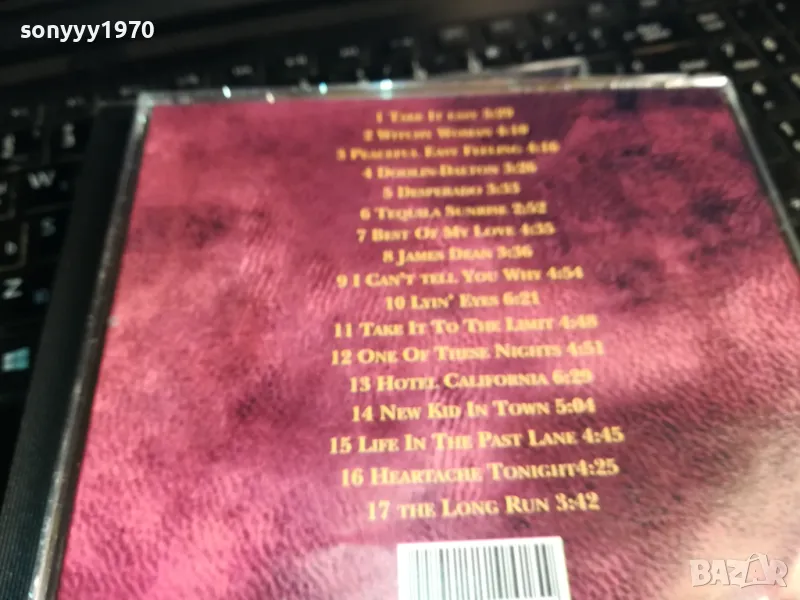 sonyyy1970
1 TAKE IT EASY 3:29
2 WITCHY WOMAN 4:10
3 PEACEFUL EASY FEELING 4:16
4 DOOLIN-DALTON 3:26
5 DESPERADO 3:33
6 TEQUILA SUNRISE 2:52
7 BEST OF MY LOVE 4:35
8 JAMES DEAN 3:36
9 I CAN'T TELL YOU WHY 4:54
10 LYIN' EYES 6:21
11 TAKE IT TO THE LIMIT 4:48
12 ONE OF THESE NIGHTS 4:51
13 HOTEL CALIFORNIA 6:29
14 NEW KID IN TOWN 5:04
15 LIFE IN THE PAST LANE 4:45
16 HEARTACHE TONIGHT4:25
17 THE LONG RUN 3:42
BAZAR